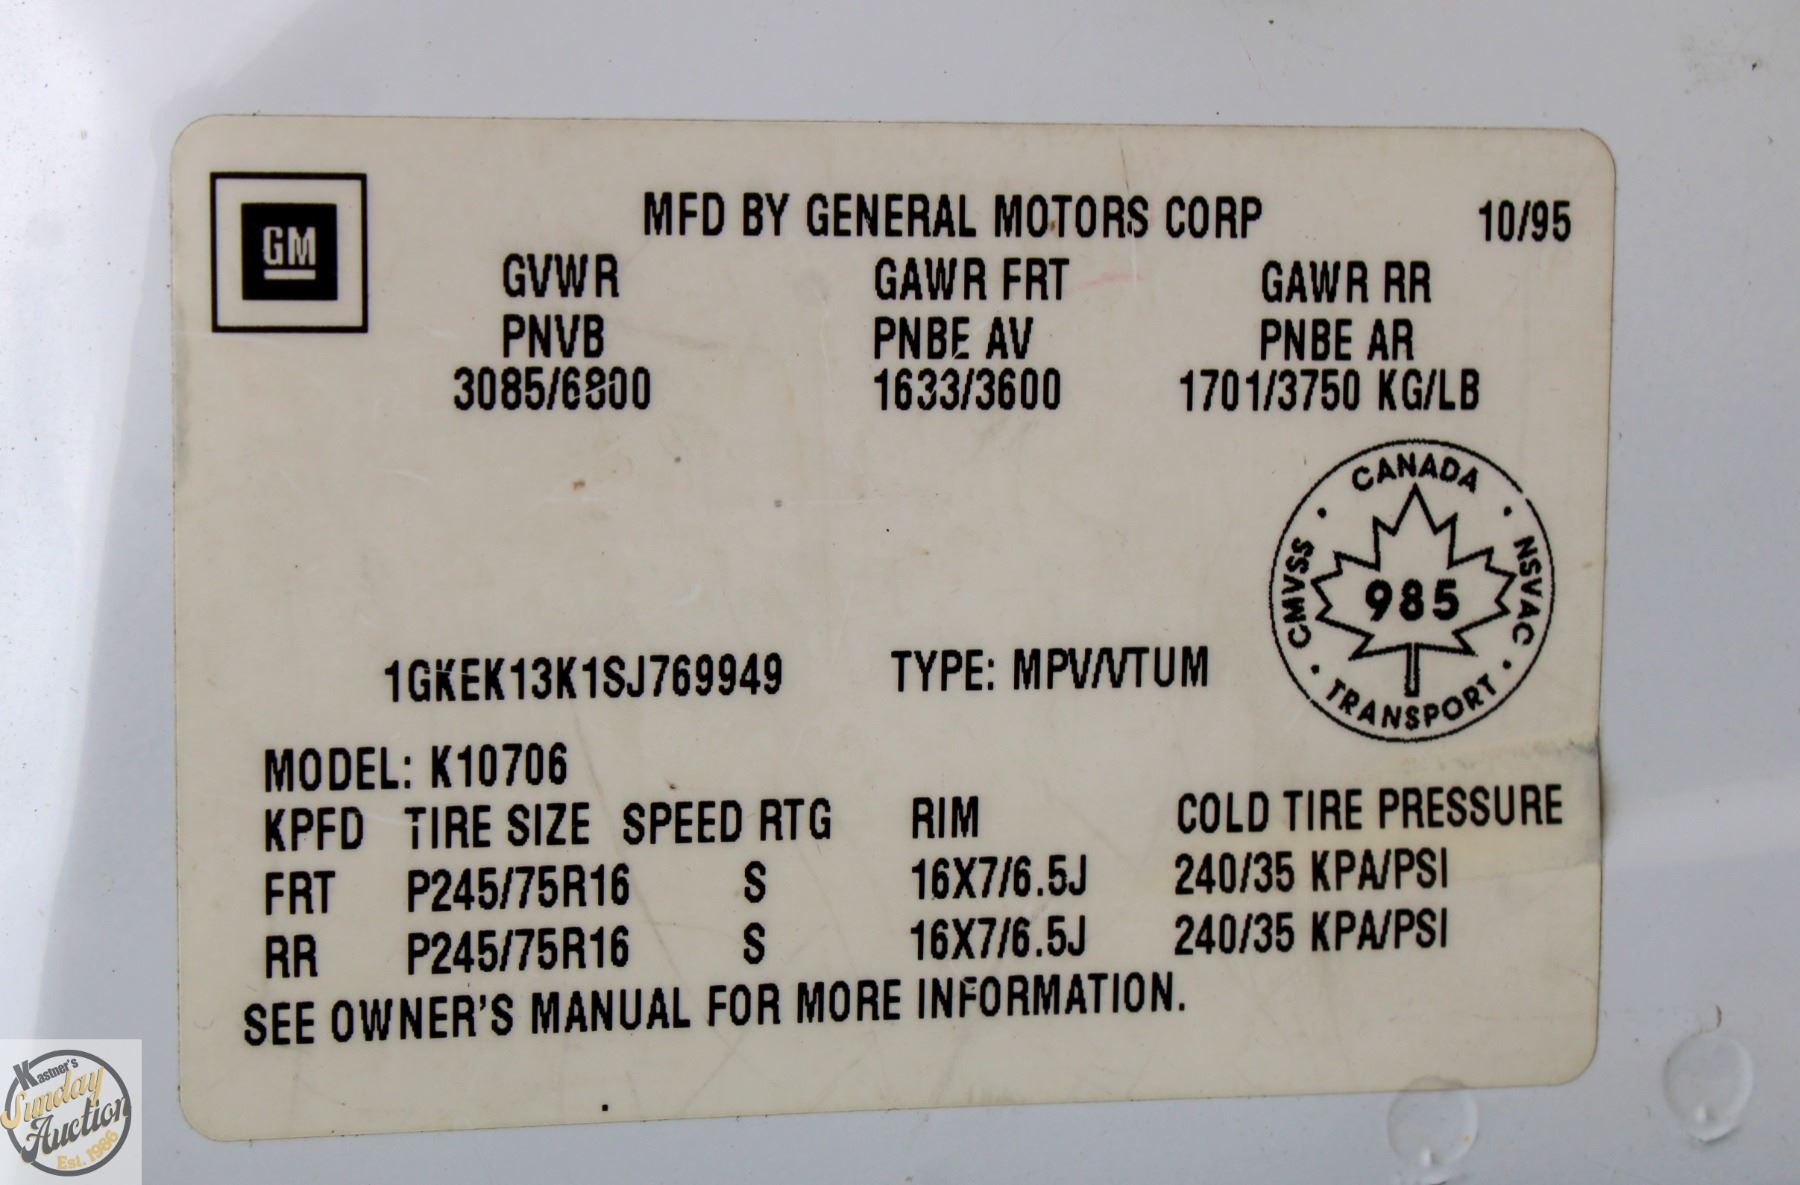 GM
MFD BY GENERAL MOTORS CORP 10/95
GVWR GAWR FRT GAWR RR
PNVB PNBE AV PNBE AR
3085/6800 1633/3600 1701/3750 KG/LB
CANADA
CMVSS · 985 · NSVAC
TRANSPORT
1GKEK13K1SJ769949 TYPE: MPV/VTUM
MODEL: K10706
KPFD TIRE SIZE SPEED RTG RIM COLD TIRE PRESSURE
FRT P245/75R16 S 16X7/6.5J 240/35 KPA/PSI
RR P245/75R16 S 16X7/6.5J 240/35 KPA/PSI
SEE OWNER'S MANUAL FOR MORE INFORMATION.
Kastner's
Sunday
Auction
Est. 1986